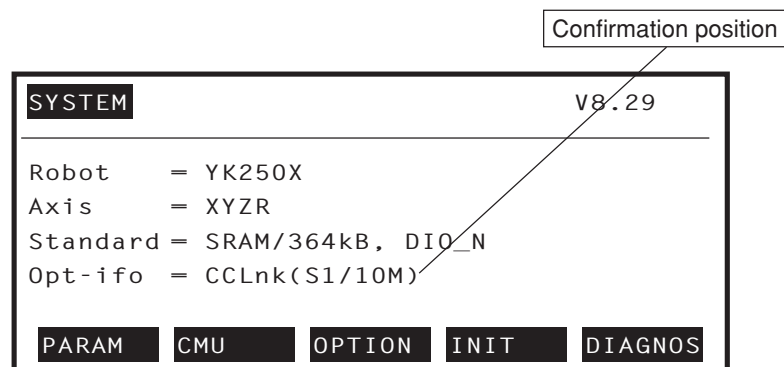 Confirmation position
SYSTEM V8.29
Robot = YK250X
Axis = XYZR
Standard = SRAM/364kB, DIO_N
Opt-ifo = CCLnk(S1/10M)
PARAM CMU OPTION INIT DIAGNOS